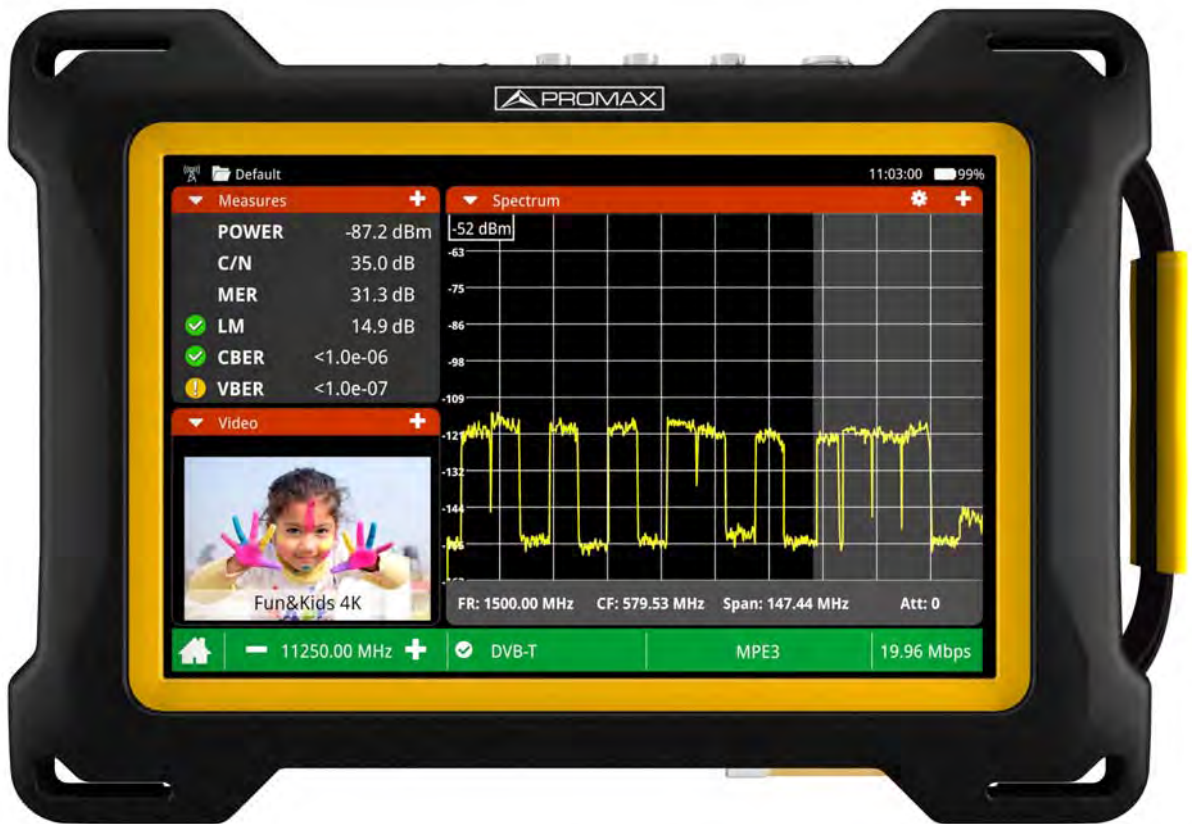 PROMAX
Default
11:03:00 99%
Measures
POWER -87.2 dBm
C/N 35.0 dB
MER 31.3 dB
LM 14.9 dB
CBER <1.0e-06
! VBER <1.0e-07
Video
Fun&Kids 4K
Spectrum
-52 dBm
-63
-75
-86
-98
-109
-121
-132
-144
FR: 1500.00 MHz CF: 579.53 MHz Span: 147.44 MHz Att: 0
11250.00 MHz DVB-T MPE3 19.96 Mbps